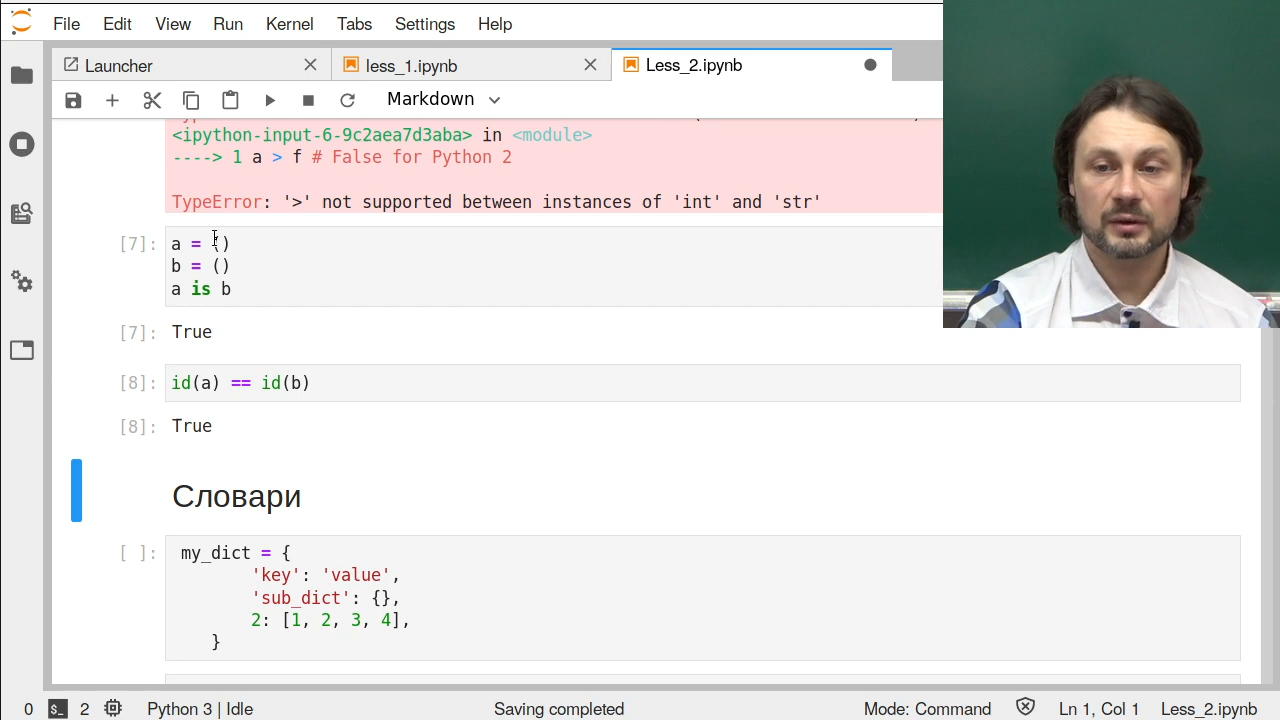 File Edit View Run Kernel Tabs Settings Help
Launcher less_1.ipynb Less_2.ipynb
Markdown
<ipython-input-6-9c2aea7d3aba> in <module>
----> 1 a > f # False for Python 2
TypeError: '>' not supported between instances of 'int' and 'str'
[7]: a = ()
b = ()
a is b
[7]: True
[8]: id(a) == id(b)
[8]: True
Словари
[ ]: my_dict = {
'key': 'value',
'sub_dict': {},
2: [1, 2, 3, 4],
}
0 $_ 2 Python 3 | Idle Saving completed Mode: Command Ln 1, Col 1 Less_2.ipynb